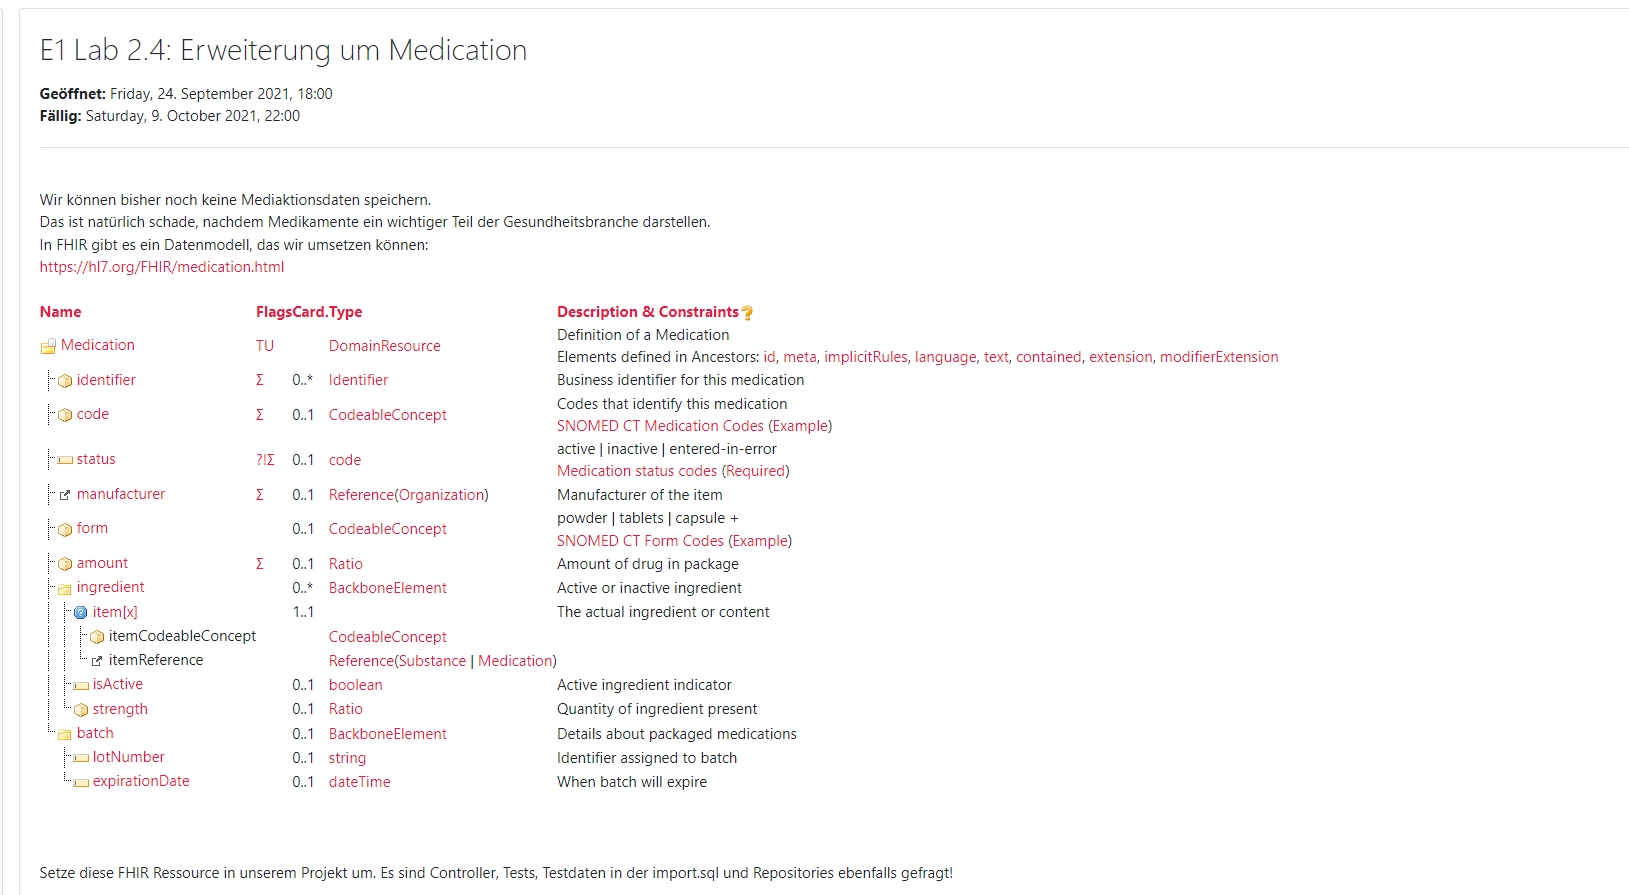 E1 Lab 2.4: Erweiterung um Medication
Geöffnet: Friday, 24. September 2021, 18:00
Fällig: Saturday, 9. October 2021, 22:00
Wir können bisher noch keine Mediaktionsdaten speichern.
Das ist natürlich schade, nachdem Medikamente ein wichtiger Teil der Gesundheitsbranche darstellen.
In FHIR gibt es ein Datenmodell, das wir umsetzen können:
https://hl7.org/FHIR/medication.html
Name FlagsCard.Type Description & Constraints
Medication TU DomainResource Definition of a Medication
Elements defined in Ancestors: id, meta, implicitRules, language, text, contained, extension, modifierExtension
identifier Σ 0..* Identifier Business identifier for this medication
code Σ 0..1 CodeableConcept Codes that identify this medication
SNOMED CT Medication Codes (Example)
status ?!Σ 0..1 code active | inactive | entered-in-error
Medication status codes (Required)
manufacturer Σ 0..1 Reference(Organization) Manufacturer of the item
form 0..1 CodeableConcept powder | tablets | capsule +
SNOMED CT Form Codes (Example)
amount Σ 0..1 Ratio Amount of drug in package
ingredient 0..* BackboneElement Active or inactive ingredient
item[x] 1..1 The actual ingredient or content
itemCodeableConcept CodeableConcept
itemReference Reference(Substance | Medication)
isActive 0..1 boolean Active ingredient indicator
strength 0..1 Ratio Quantity of ingredient present
batch 0..1 BackboneElement Details about packaged medications
lotNumber 0..1 string Identifier assigned to batch
expirationDate 0..1 dateTime When batch will expire
Setze diese FHIR Ressource in unserem Projekt um. Es sind Controller, Tests, Testdaten in der import.sql und Repositories ebenfalls gefragt!